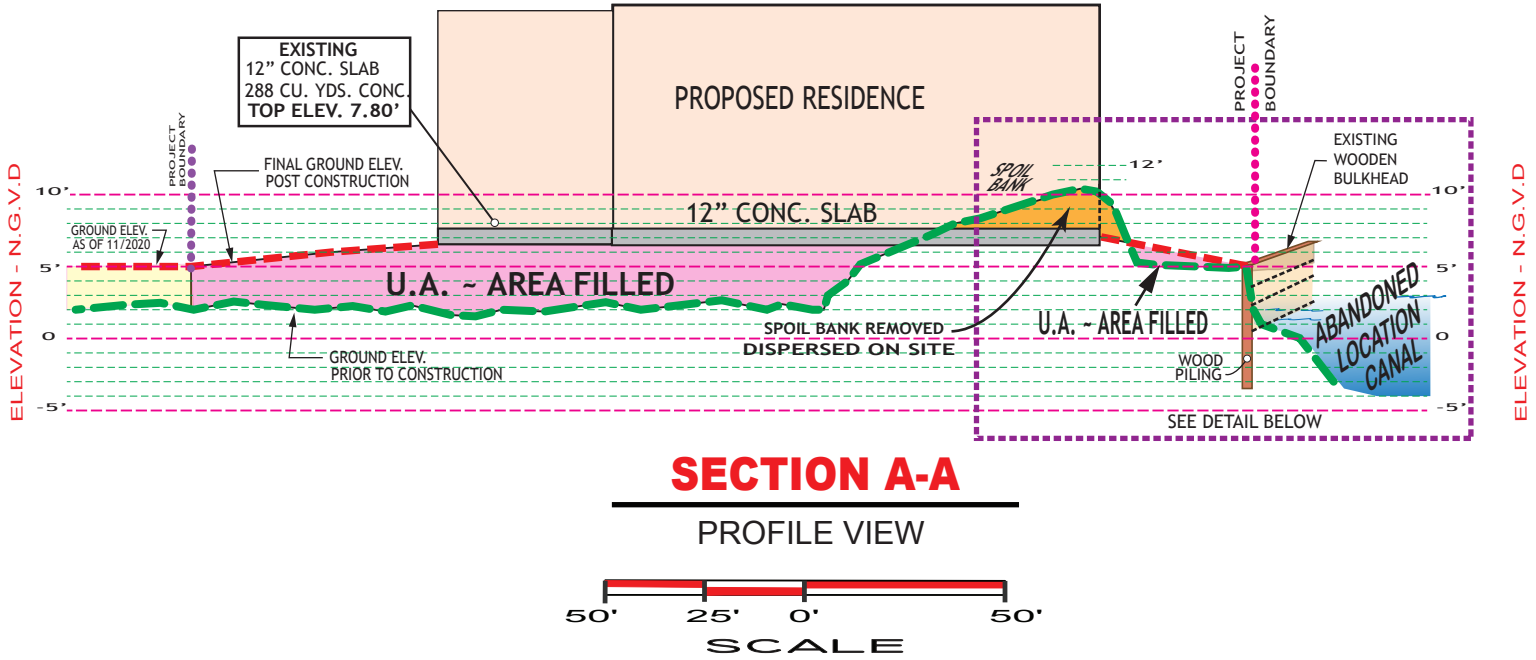 EXISTING
12” CONC. SLAB
288 CU. YDS. CONC.
TOP ELEV. 7.80’
PROPOSED RESIDENCE
PROJECT
BOUNDARY
PROJECT
BOUNDARY
EXISTING
WOODEN
BULKHEAD
FINAL GROUND ELEV.
POST CONSTRUCTION
SPOIL
BANK
12’
ELEVATION - N.G.V.D
10’
10’
ELEVATION - N.G.V.D
12” CONC. SLAB
GROUND ELEV.
AS OF 11/2020
5’
5’
U.A. ~ AREA FILLED
U.A. ~ AREA FILLED
SPOIL BANK REMOVED
DISPERSED ON SITE
ABANDONED
LOCATION
CANAL
0
0
GROUND ELEV.
PRIOR TO CONSTRUCTION
WOOD
PILING
-5’
-5’
SEE DETAIL BELOW
SECTION A-A
PROFILE VIEW
50' 25' 0' 50'
SCALE